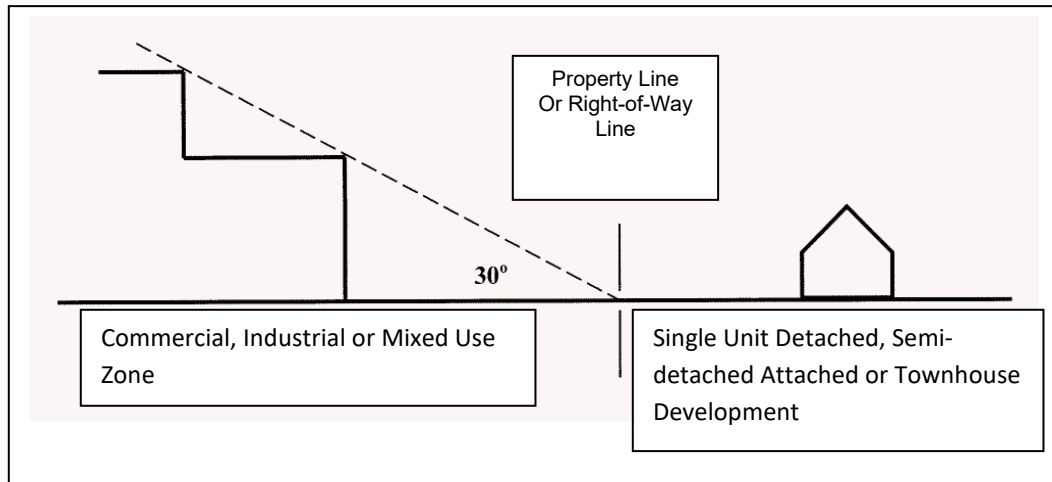 Property Line
Or Right-of-Way
Line
30°
Commercial, Industrial or Mixed Use
Zone
Single Unit Detached, Semi-
detached Attached or Townhouse
Development